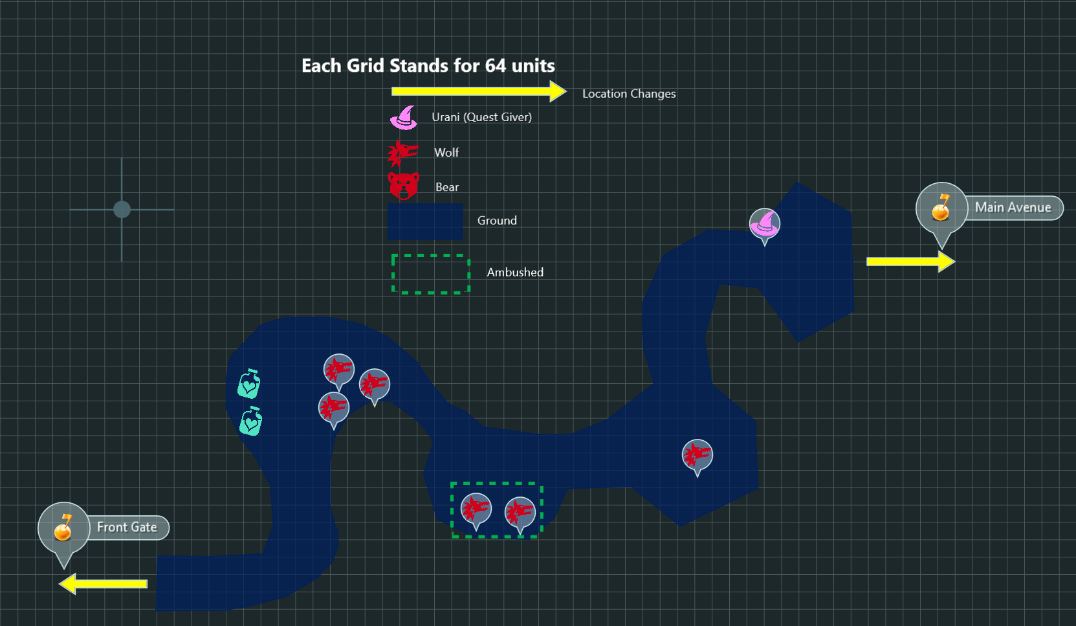 Each Grid Stands for 64 units
Location Changes
Urani (Quest Giver)
Wolf
Bear
Ground
Ambushed
Main Avenue
Front Gate